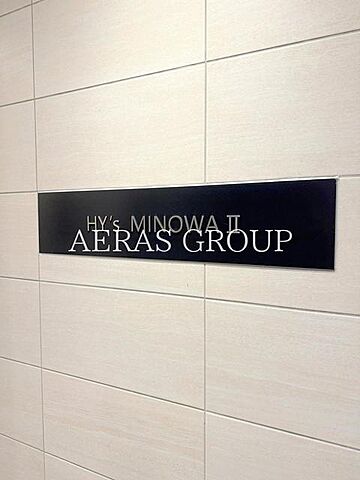 HY's MINOWA Ⅱ
AERAS GROUP